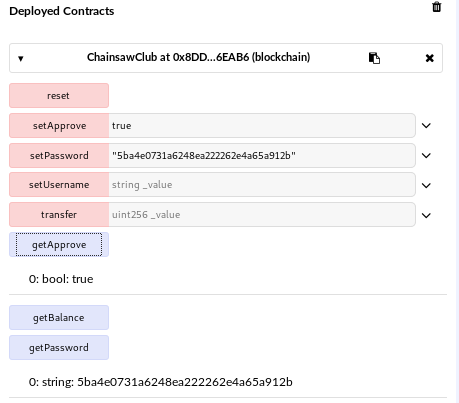 Deployed Contracts
ChainsawClub at 0x8DD...6EAB6 (blockchain)
reset
setApprove true
setPassword "5ba4e0731a6248ea222262e4a65a912b"
setUsername string _value
transfer uint256 _value
getApprove
0: bool: true
getBalance
getPassword
0: string: 5ba4e0731a6248ea222262e4a65a912b